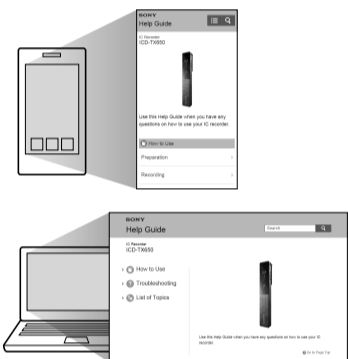 SONY
Help Guide
IC Recorder
ICD-TX650
Use this Help Guide when you have any
questions on how to use your IC recorder.
How to Use
Preparation
Recording
SONY
Help Guide
Search
IC Recorder
ICD-TX650
How to Use
? Troubleshooting
List of Topics
Use this Help Guide when you have any questions on how to use your IC
recorder.
Go to Page Top